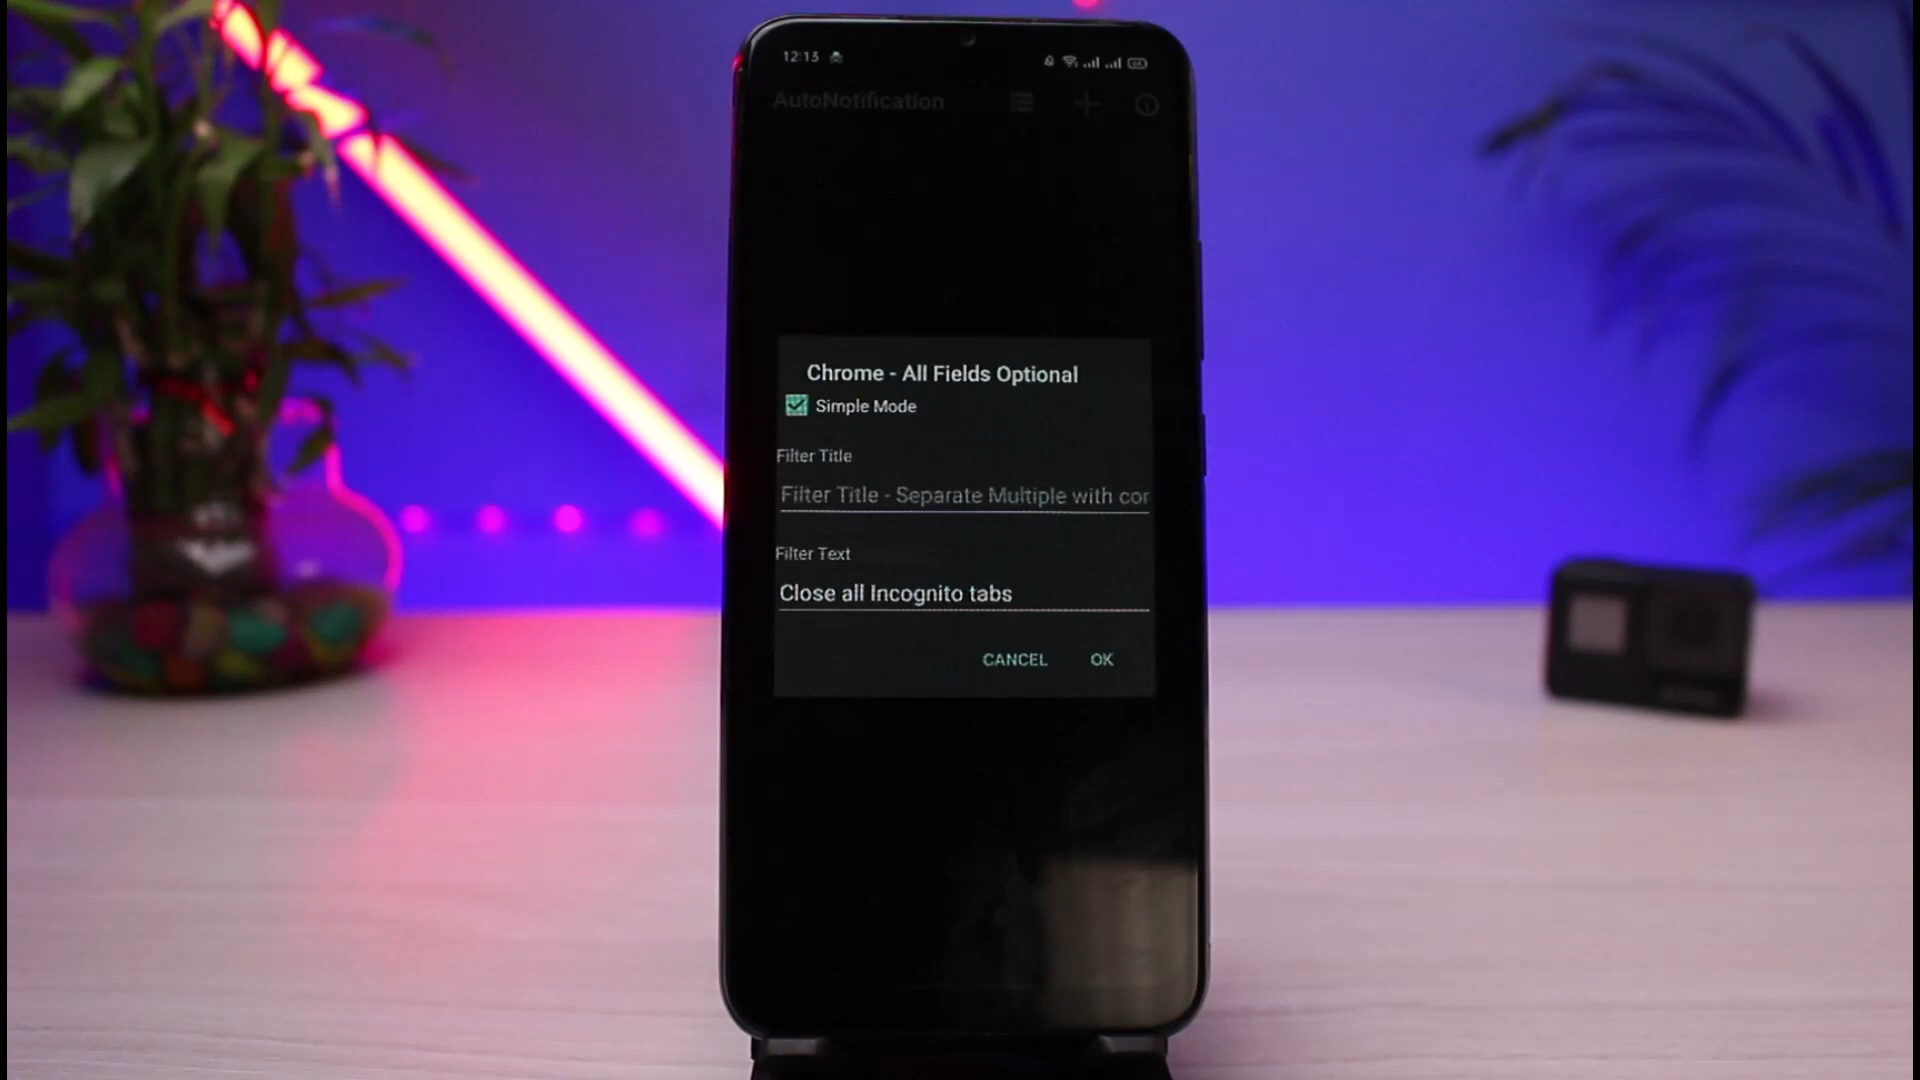 12:13
AutoNotification
Chrome - All Fields Optional
Simple Mode
Filter Title
Filter Title - Separate Multiple with cor
Filter Text
Close all Incognito tabs
CANCEL OK